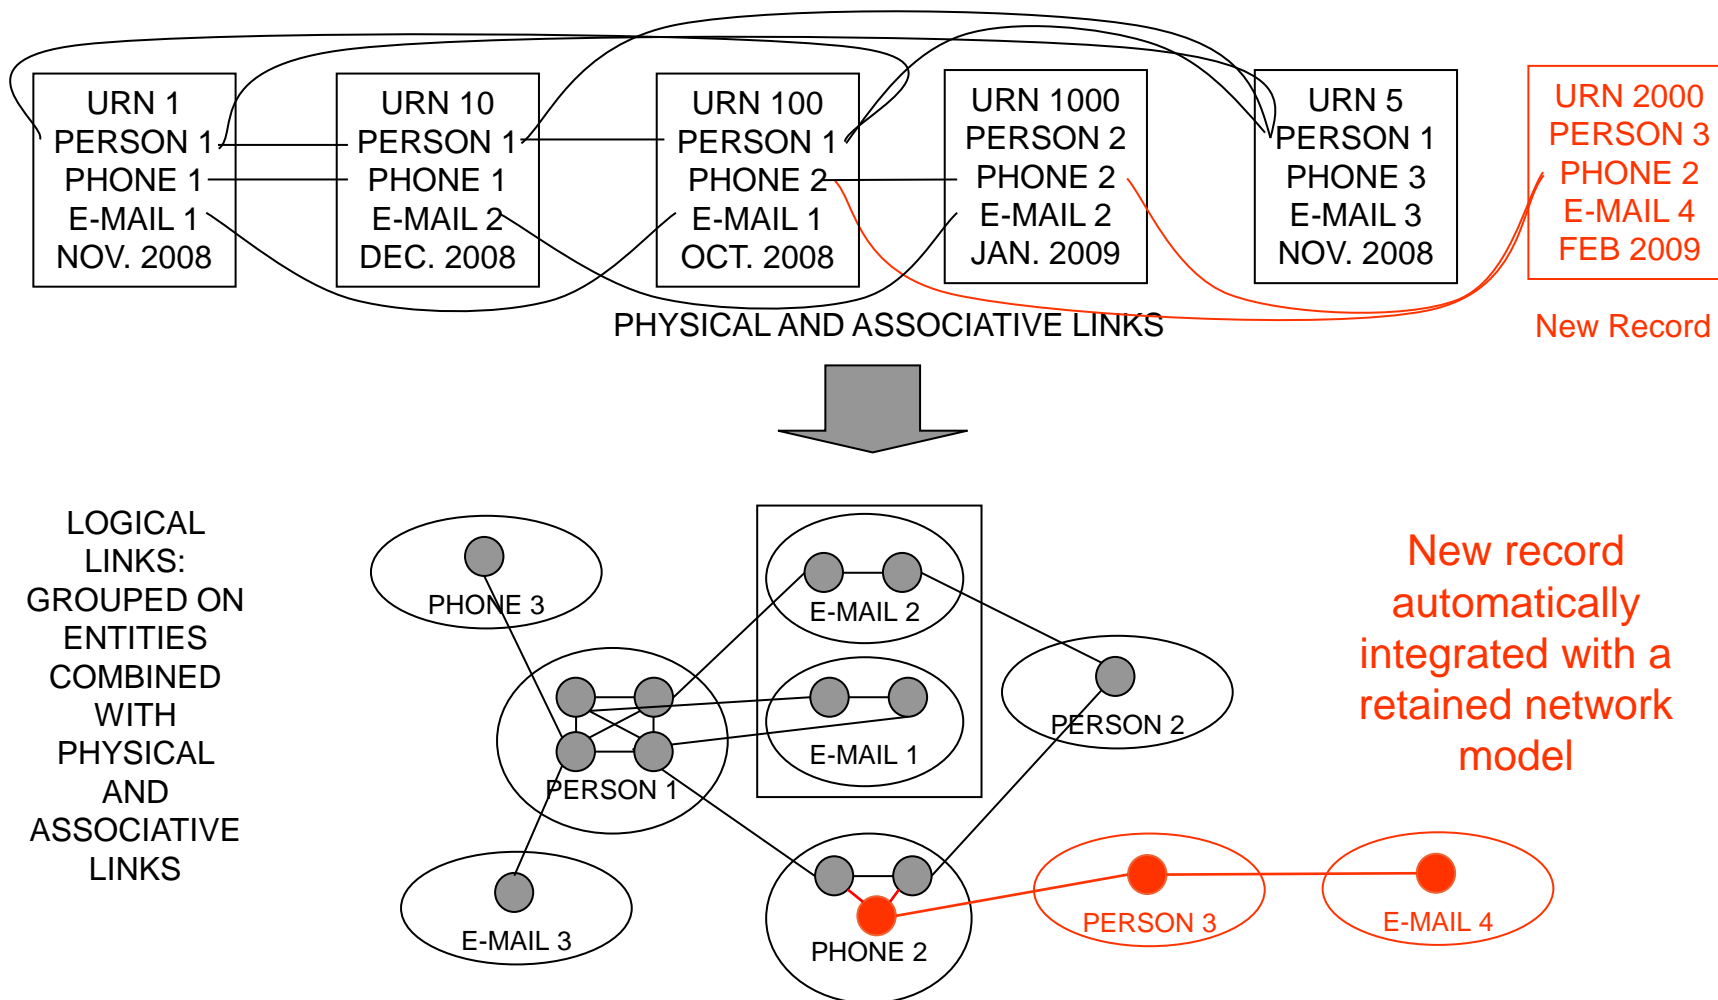 URN 1
PERSON 1
PHONE 1
E-MAIL 1
NOV. 2008
URN 10
PERSON 1
PHONE 1
E-MAIL 2
DEC. 2008
URN 100
PERSON 1
PHONE 2
E-MAIL 1
OCT. 2008
URN 1000
PERSON 2
PHONE 2
E-MAIL 2
JAN. 2009
URN 5
PERSON 1
PHONE 3
E-MAIL 3
NOV. 2008
URN 2000
PERSON 3
PHONE 2
E-MAIL 4
FEB 2009
PHYSICAL AND ASSOCIATIVE LINKS
New Record
LOGICAL
LINKS:
GROUPED ON
ENTITIES
COMBINED
WITH
PHYSICAL
AND
ASSOCIATIVE
LINKS
PHONE 3
E-MAIL 2
PERSON 1
E-MAIL 1
PERSON 2
E-MAIL 3
PHONE 2
PERSON 3
E-MAIL 4
New record
automatically
integrated with a
retained network
model